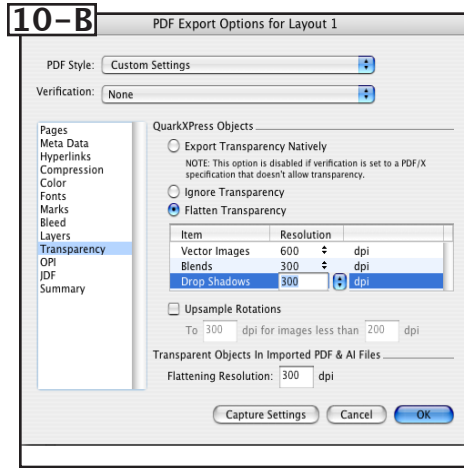 10-B
PDF Export Options for Layout 1
PDF Style: Custom Settings
Verification: None
Pages
Meta Data
Hyperlinks
Compression
Color
Fonts
Marks
Bleed
Layers
Transparency
OPI
JDF
Summary
QuarkXPress Objects
Export Transparency Natively
NOTE: This option is disabled if verification is set to a PDF/X
specification that doesn't allow transparency.
Ignore Transparency
Flatten Transparency
Item Resolution
Vector Images 600 dpi
Blends 300 dpi
Drop Shadows 300 dpi
Upsample Rotations
To 300 dpi for images less than 200 dpi
Transparent Objects In Imported PDF & AI Files
Flattening Resolution: 300 dpi
Capture Settings Cancel OK